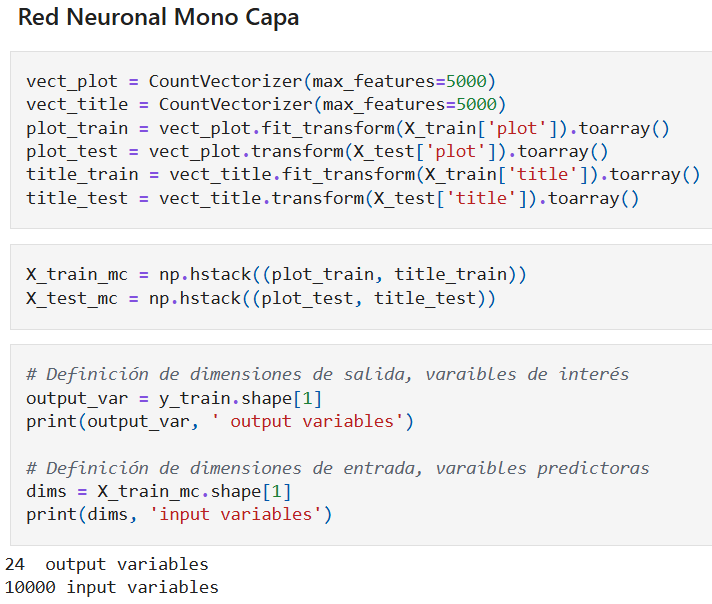 Red Neuronal Mono Capa
vect_plot = CountVectorizer(max_features=5000)
vect_title = CountVectorizer(max_features=5000)
plot_train = vect_plot.fit_transform(X_train['plot']).toarray()
plot_test = vect_plot.transform(X_test['plot']).toarray()
title_train = vect_title.fit_transform(X_train['title']).toarray()
title_test = vect_title.transform(X_test['title']).toarray()
X_train_mc = np.hstack((plot_train, title_train))
X_test_mc = np.hstack((plot_test, title_test))
# Definición de dimensiones de salida, varaibles de interés
output_var = y_train.shape[1]
print(output_var, ' output variables')
# Definición de dimensiones de entrada, varaibles predictoras
dims = X_train_mc.shape[1]
print(dims, 'input variables')
24  output variables
10000 input variables